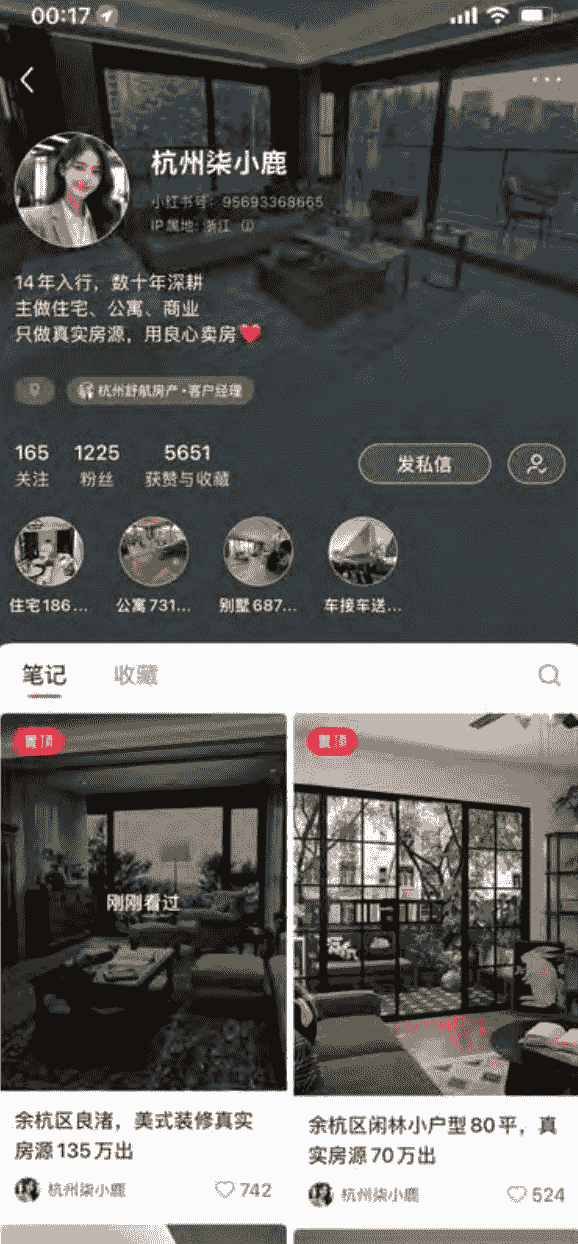 00:17
杭州柒小鹿
小红书号：95693368665
IP属地：浙江
14年入行，数十年深耕
主做住宅、公寓、商业
只做真实房源，用良心卖房
杭州舒航房产·客户经理
165 1225 5651
关注 粉丝 获赞与收藏
发私信
住宅186... 公寓731... 别墅687... 车接车送...
笔记 收藏
置顶 置顶
刚刚看过
余杭区良渚，美式装修真实
房源135万出
杭州柒小鹿 742
余杭区闲林小户型80平，真
实房源70万出
杭州柒小鹿 524